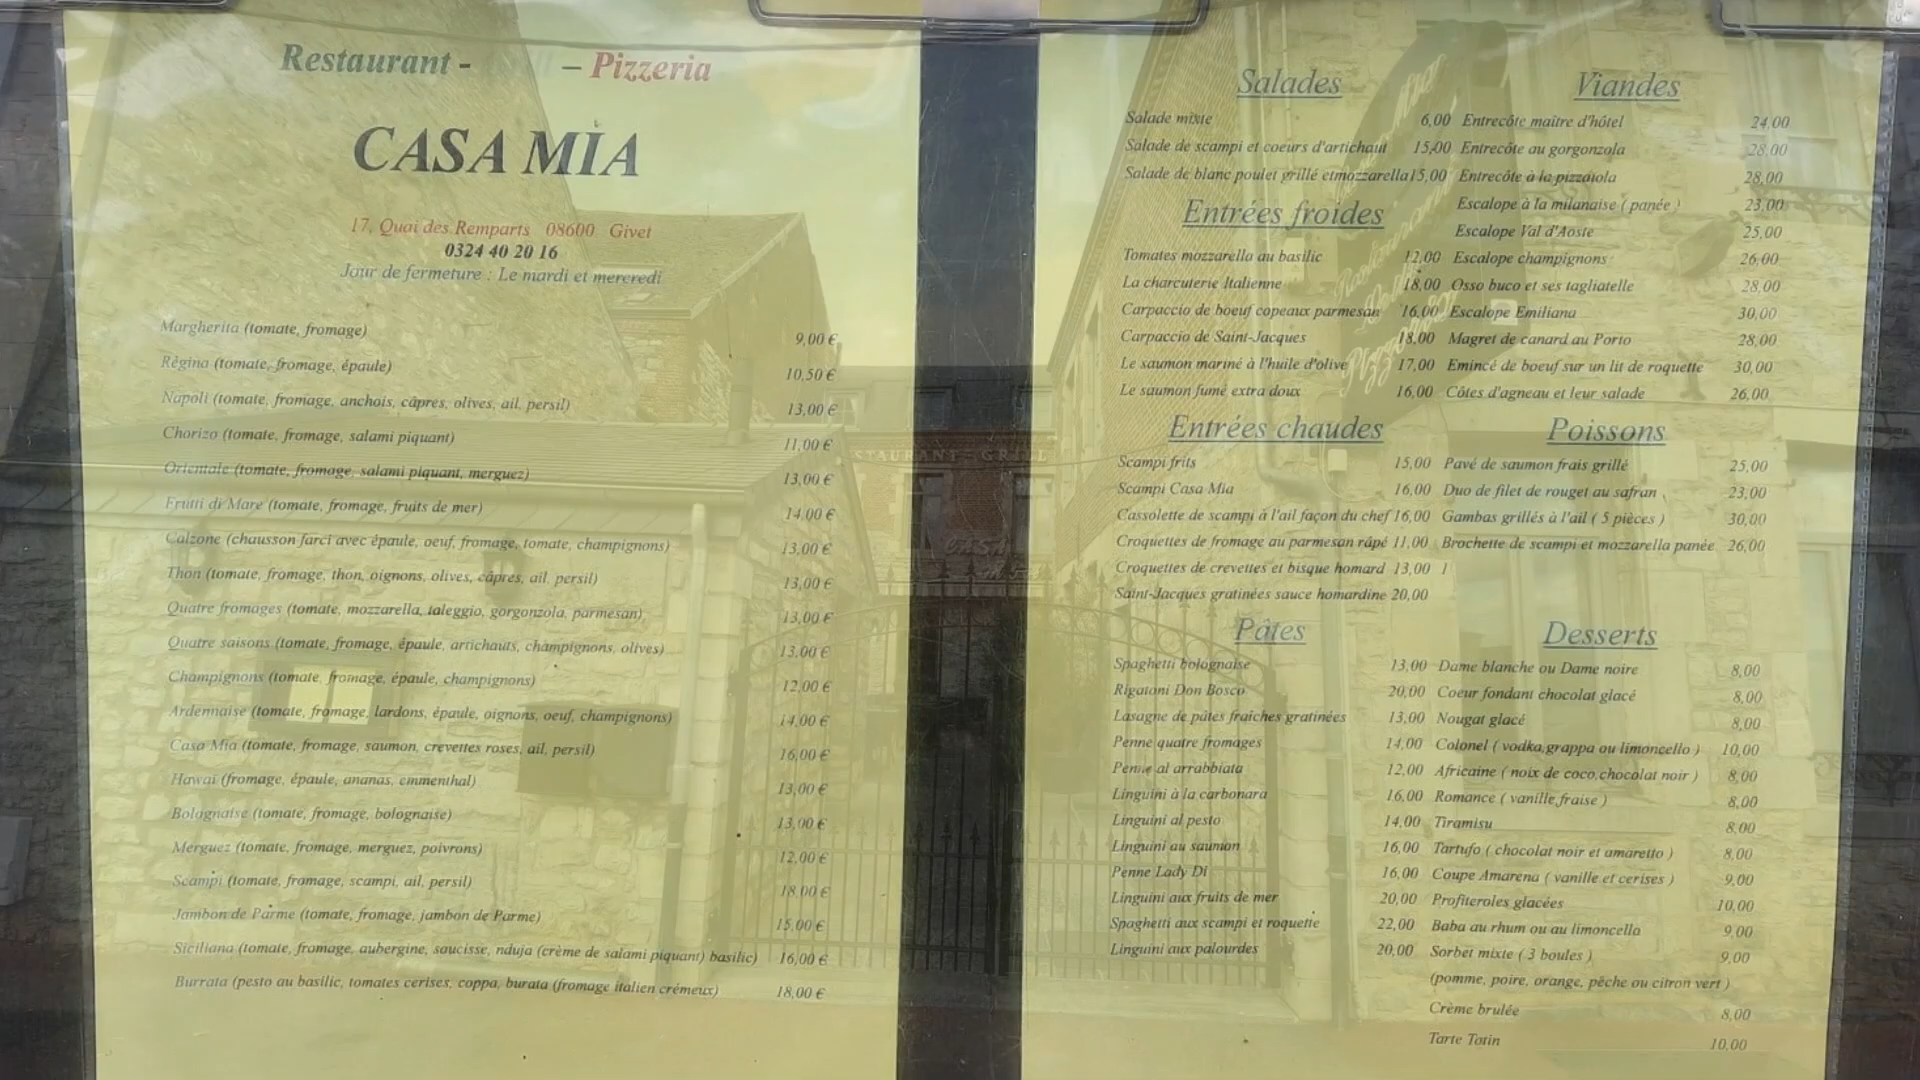 Restaurant - – Pizzeria
CASA MIA
17, Quai des Remparts 08600 Givet
0324 40 20 16
Jour de fermeture : Le mardi et mercredi
Margherita (tomate, fromage) 9,00 €
Régina (tomate, fromage, épaule) 10,50 €
Napoli (tomate, fromage, anchois, câpres, olives, ail, persil) 13,00 €
Chorizo (tomate, fromage, salami piquant) 11,00 €
Orientale (tomate, fromage, salami piquant, merguez) 13,00 €
Frutti di Mare (tomate, fromage, fruits de mer) 14,00 €
Calzone (chausson farci avec épaule, oeuf, fromage, tomate, champignons) 13,00 €
Thon (tomate, fromage, thon, oignons, olives, câpres, ail, persil) 13,00 €
Quatre fromages (tomate, mozzarella, taleggio, gorgonzola, parmesan) 13,00 €
Quatre saisons (tomate, fromage, épaule, artichauts, champignons, olives) 13,00 €
Champignons (tomate, fromage, épaule, champignons) 12,00 €
Ardennaise (tomate, fromage, lardons, épaule, oignons, oeuf, champignons) 14,00 €
Casa Mia (tomate, fromage, saumon, crevettes roses, ail, persil) 16,00 €
Hawai (fromage, épaule, ananas, emmenthal) 13,00 €
Bolognaise (tomate, fromage, bolognaise) 13,00 €
Merguez (tomate, fromage, merguez, poivrons) 12,00 €
Scampi (tomate, fromage, scampi, ail, persil) 18,00 €
Jambon de Parme (tomate, fromage, jambon de Parme) 15,00 €
Siciliana (tomate, fromage, aubergine, saucisse, nduja (crème de salami piquant) basilic) 16,00 €
Burrata (pesto au basilic, tomates cerises, coppa, burata (fromage italien crémeux) 18,00 €
Salades
Salade mixte 6,00
Salade de scampi et coeurs d'artichaut 15,00
Salade de blanc poulet grillé etmozzarella15,00
Entrées froides
Tomates mozzarella au basilic 12,00
La charcuterie Italienne 18,00
Carpaccio de boeuf copeaux parmesan 16,00
Carpaccio de Saint-Jacques 18,00
Le saumon mariné à l'huile d'olive 17,00
Le saumon fumé extra doux 16,00
Entrées chaudes
Scampi frits 15,00
Scampi Casa Mia 16,00
Cassolette de scampi à l'ail façon du chef 16,00
Croquettes de fromage au parmesan râpé 11,00
Croquettes de crevettes et bisque homard 13,00 1
Saint-Jacques gratinées sauce homardine 20,00
Pâtes
Spaghetti bolognaise 13,00
Rigatoni Don Bosco 20,00
Lasagne de pâtes fraîches gratinées 13,00
Penne quatre fromages 14,00
Penne al arrabbiata 12,00
Linguini à la carbonara 16,00
Linguini al pesto 14,00
Linguini au saumon 16,00
Penne Lady Di 16,00
Linguini aux fruits de mer 20,00
Spaghetti aux scampi et roquette 22,00
Linguini aux palourdes 20,00
Viandes
Entrecôte maître d'hôtel 24,00
Entrecôte au gorgonzola 28,00
Entrecôte à la pizzaiola 28,00
Escalope à la milanaise ( panée ) 23,00
Escalope Val d'Aoste 25,00
Escalope champignons 26,00
Osso buco et ses tagliatelle 28,00
Escalope Emiliana 30,00
Magret de canard au Porto 28,00
Emincé de boeuf sur un lit de roquette 30,00
Côtes d'agneau et leur salade 26,00
Poissons
Pavé de saumon frais grillé 25,00
Duo de filet de rouget au safran 23,00
Gambas grillés à l'ail ( 5 pièces ) 30,00
Brochette de scampi et mozzarella panée 26,00
Desserts
Dame blanche ou Dame noire 8,00
Coeur fondant chocolat glacé 8,00
Nougat glacé 8,00
Colonel ( vodka,grappa ou limoncello ) 10,00
Africaine ( noix de coco,chocolat noir ) 8,00
Romance ( vanille,fraise ) 8,00
Tiramisu 8,00
Tartufo ( chocolat noir et amaretto ) 8,00
Coupe Amarena ( vanille et cerises ) 9,00
Profiteroles glacées 10,00
Baba au rhum ou au limoncello 9,00
Sorbet mixte ( 3 boules ) 9,00
(pomme, poire, orange, pêche ou citron vert )
Crème brulée 8,00
Tarte Tatin 10,00